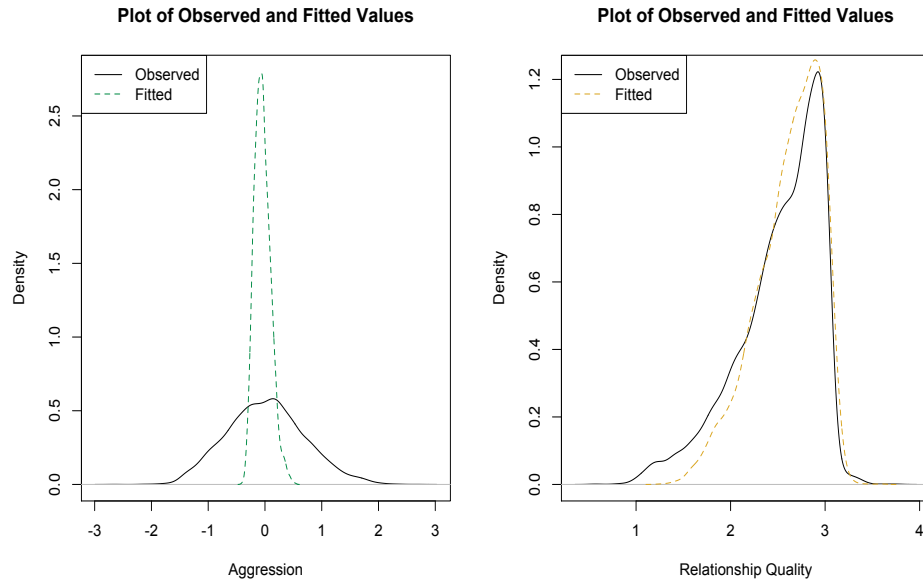 Plot of Observed and Fitted Values
Observed
Fitted
Density
0.0
0.5
1.0
1.5
2.0
2.5
-3
-2
-1
0
1
2
3
Aggression
Plot of Observed and Fitted Values
Observed
Fitted
Density
0.0
0.2
0.4
0.6
0.8
1.0
1.2
1
2
3
4
Relationship Quality